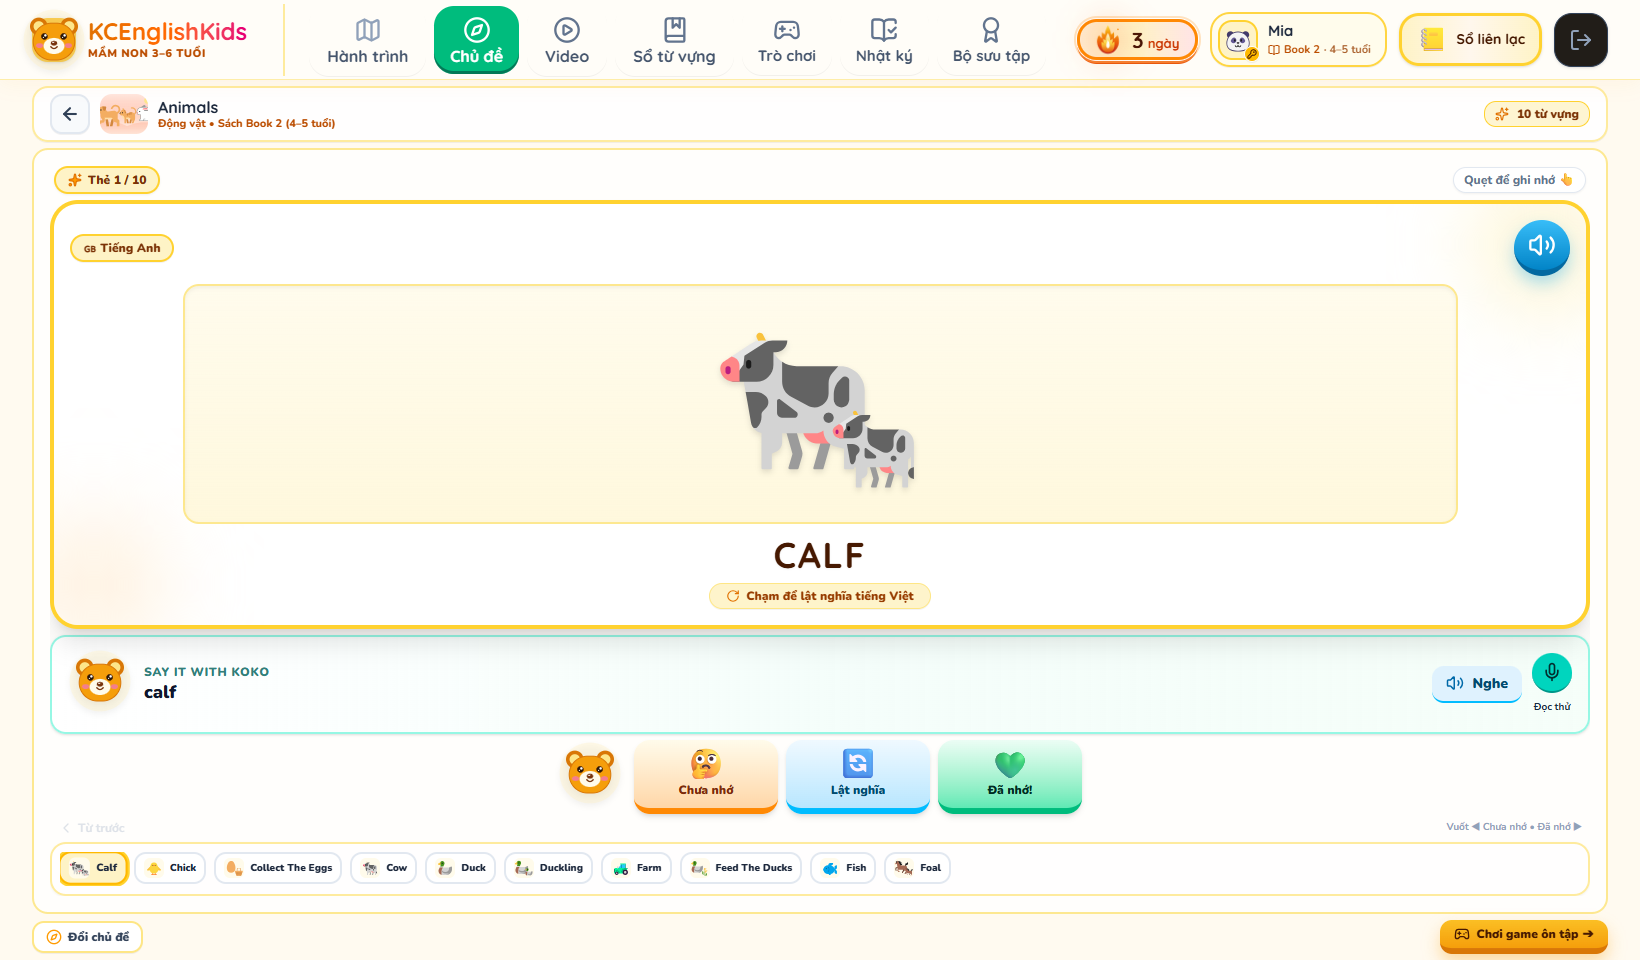 KCEnglishKids
MẦM NON 3–6 TUỔI
Hành trình
Chủ đề
Video
Sổ từ vựng
Trò chơi
Nhật ký
Bộ sưu tập
3 ngày
Mia
Book 2 · 4–5 tuổi
Sổ liên lạc
Animals
Động vật • Sách Book 2 (4–5 tuổi)
10 từ vựng
Thẻ 1 / 10
Quẹt để ghi nhớ
GB Tiếng Anh
CALF
Chạm để lật nghĩa tiếng Việt
SAY IT WITH KOKO
calf
Nghe
Đọc thử
Chưa nhớ
Lật nghĩa
Đã nhớ!
Từ trước
Vuốt ◀ Chưa nhớ • Đã nhớ ▶
Calf
Chick
Collect The Eggs
Cow
Duck
Duckling
Farm
Feed The Ducks
Fish
Foal
Đổi chủ đề
Chơi game ôn tập ➔